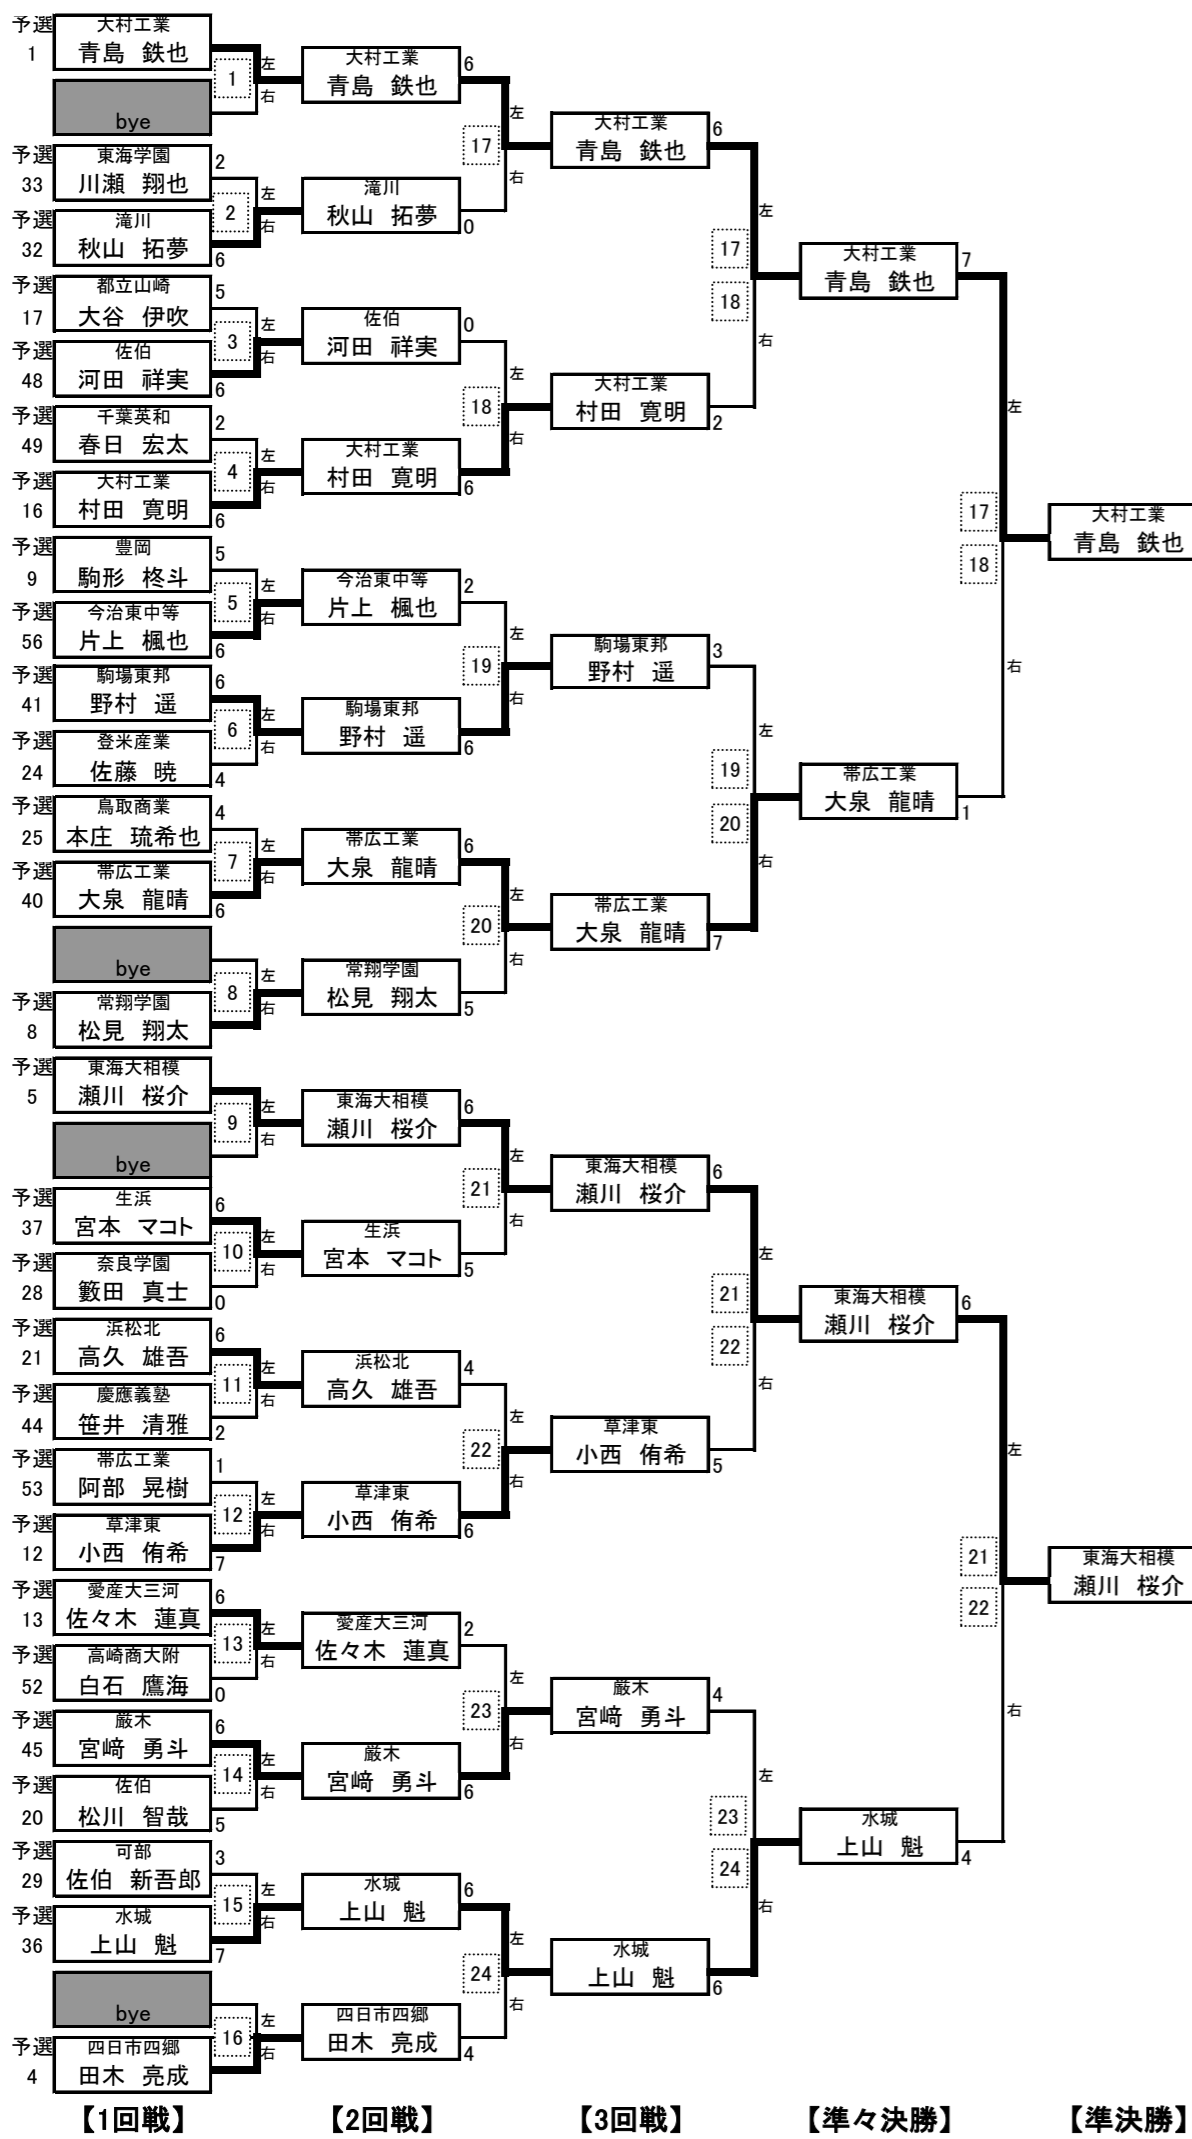 予選 1 大村工業
青島 鉄也
1 左 右
bye
予選 33 東海学園 2
川瀬 翔也
2 左 右
予選 32 滝川
秋山 拓夢 6
予選 17 都立山崎 5
大谷 伊吹
3 左 右
予選 48 佐伯
河田 祥実 6
予選 49 千葉英和 2
春日 宏太
4 左 右
予選 16 大村工業
村田 寛明 6
予選 9 豊岡 5
駒形 柊斗
5 左 右
予選 56 今治東中等
片上 楓也 6
予選 41 駒場東邦 6
野村 遥
6 左 右
予選 24 登米産業
佐藤 暁 4
予選 25 鳥取商業 4
本庄 琉希也
7 左 右
予選 40 帯広工業
大泉 龍晴 6
bye
8 左 右
予選 8 常翔学園
松見 翔太
予選 5 東海大相模
瀬川 桜介
9 左 右
bye
予選 37 生浜 6
宮本 マコト
10 左 右
予選 28 奈良学園
籔田 真士 0
予選 21 浜松北 6
高久 雄吾
11 左 右
予選 44 慶應義塾
笹井 清雅 2
予選 53 帯広工業 1
阿部 晃樹
12 左 右
予選 12 草津東
小西 侑希 7
予選 13 愛産大三河 6
佐々木 蓮真
13 左 右
予選 52 高崎商大附
白石 鷹海 0
予選 45 厳木 6
宮﨑 勇斗
14 左 右
予選 20 佐伯
松川 智哉 5
予選 29 可部 3
佐伯 新吾郎
15 左 右
予選 36 水城
上山 魁 7
bye
16 左 右
予選 4 四日市四郷
田木 亮成
大村工業 6
青島 鉄也
17 左 右
滝川
秋山 拓夢 0
佐伯 0
河田 祥実
18 左 右
大村工業
村田 寛明 6
今治東中等 2
片上 楓也
19 左 右
駒場東邦
野村 遥 6
帯広工業 6
大泉 龍晴
20 左 右
常翔学園
松見 翔太 5
東海大相模 6
瀬川 桜介
21 左 右
生浜
宮本 マコト 5
浜松北 4
高久 雄吾
22 左 右
草津東
小西 侑希 6
愛産大三河 2
佐々木 蓮真
23 左 右
厳木
宮﨑 勇斗 6
水城 6
上山 魁
24 左 右
四日市四郷
田木 亮成 4
大村工業 6
青島 鉄也
17 18 左 右
大村工業
村田 寛明 2
駒場東邦 3
野村 遥
19 20 左 右
帯広工業
大泉 龍晴 7
東海大相模 6
瀬川 桜介
21 22 左 右
草津東
小西 侑希 5
厳木 4
宮﨑 勇斗
23 24 左 右
水城
上山 魁 6
大村工業 7
青島 鉄也
17 18 左 右
帯広工業
大泉 龍晴 1
東海大相模 6
瀬川 桜介
21 22 左 右
水城
上山 魁 4
大村工業
青島 鉄也
東海大相模
瀬川 桜介
【1回戦】 【2回戦】 【3回戦】 【準々決勝】 【準決勝】